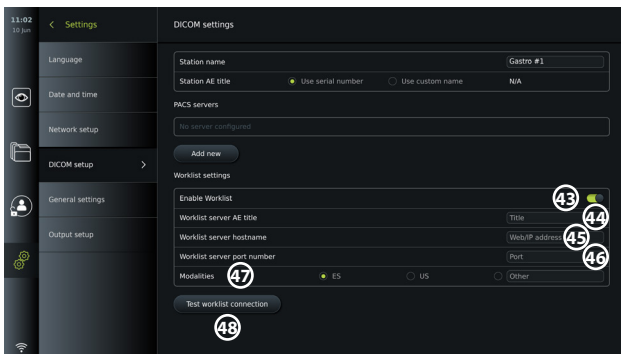 11:02
10 Jun
Settings
DICOM settings
Language
Date and time
Network setup
DICOM setup
General settings
Output setup
Station name Gastro #1
Station AE title Use serial number Use custom name N/A
PACS servers
No server configured
Add new
Worklist settings
Enable Worklist 43
Worklist server AE title Title 44
Worklist server hostname Web/IP address 45
Worklist server port number Port 46
Modalities 47 ES US Other
Test worklist connection
48